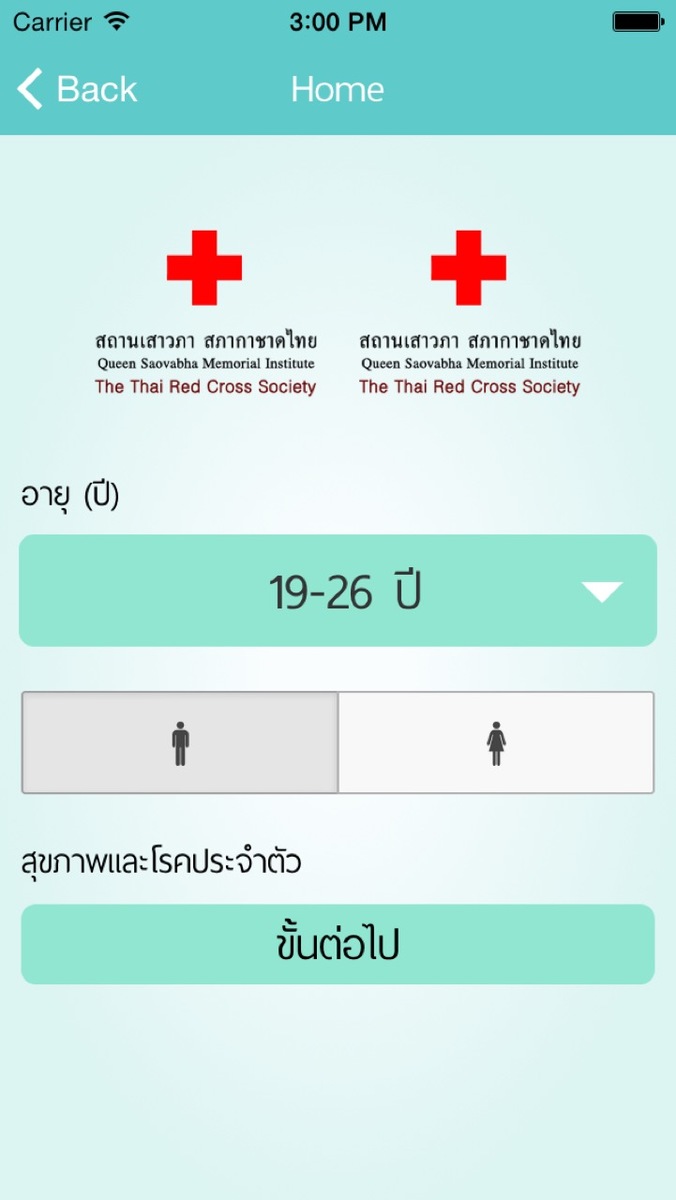 Carrier 3:00 PM
Back Home
สถานเสาวภา สภากาชาดไทย
Queen Saovabha Memorial Institute
The Thai Red Cross Society
สถานเสาวภา สภากาชาดไทย
Queen Saovabha Memorial Institute
The Thai Red Cross Society
อายุ (ปี)
19-26 ปี
สุขภาพและโรคประจำตัว
ขั้นต่อไป